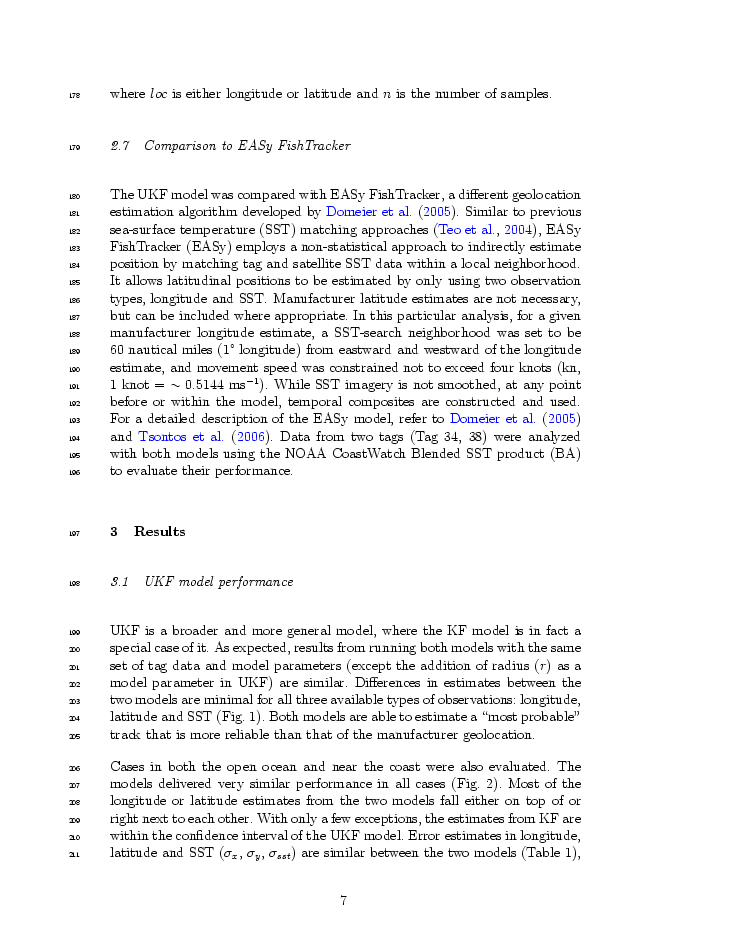 178 where loc is either longitude or latitude and n is the number of samples.
179 2.7 Comparison to EASy FishTracker
180 The UKF model was compared with EASy FishTracker, a different geolocation
181 estimation algorithm developed by Domeier et al. (2005). Similar to previous
182 sea-surface temperature (SST) matching approaches (Teo et al., 2004), EASy
183 FishTracker (EASy) employs a non-statistical approach to indirectly estimate
184 position by matching tag and satellite SST data within a local neighborhood.
185 It allows latitudinal positions to be estimated by only using two observation
186 types, longitude and SST. Manufacturer latitude estimates are not necessary,
187 but can be included where appropriate. In this particular analysis, for a given
188 manufacturer longitude estimate, a SST-search neighborhood was set to be
189 60 nautical miles (1° longitude) from eastward and westward of the longitude
190 estimate, and movement speed was constrained not to exceed four knots (kn,
191 1 knot = ∼ 0.5144 ms⁻¹). While SST imagery is not smoothed, at any point
192 before or within the model, temporal composites are constructed and used.
193 For a detailed description of the EASy model, refer to Domeier et al. (2005)
194 and Tsontos et al. (2006). Data from two tags (Tag 34, 38) were analyzed
195 with both models using the NOAA CoastWatch Blended SST product (BA)
196 to evaluate their performance.
197 3 Results
198 3.1 UKF model performance
199 UKF is a broader and more general model, where the KF model is in fact a
200 special case of it. As expected, results from running both models with the same
201 set of tag data and model parameters (except the addition of radius (r) as a
202 model parameter in UKF) are similar. Differences in estimates between the
203 two models are minimal for all three available types of observations: longitude,
204 latitude and SST (Fig. 1). Both models are able to estimate a “most probable”
205 track that is more reliable than that of the manufacturer geolocation.
206 Cases in both the open ocean and near the coast were also evaluated. The
207 models delivered very similar performance in all cases (Fig. 2). Most of the
208 longitude or latitude estimates from the two models fall either on top of or
209 right next to each other. With only a few exceptions, the estimates from KF are
210 within the confidence interval of the UKF model. Error estimates in longitude,
211 latitude and SST (σx, σy, σsst) are similar between the two models (Table 1),
7